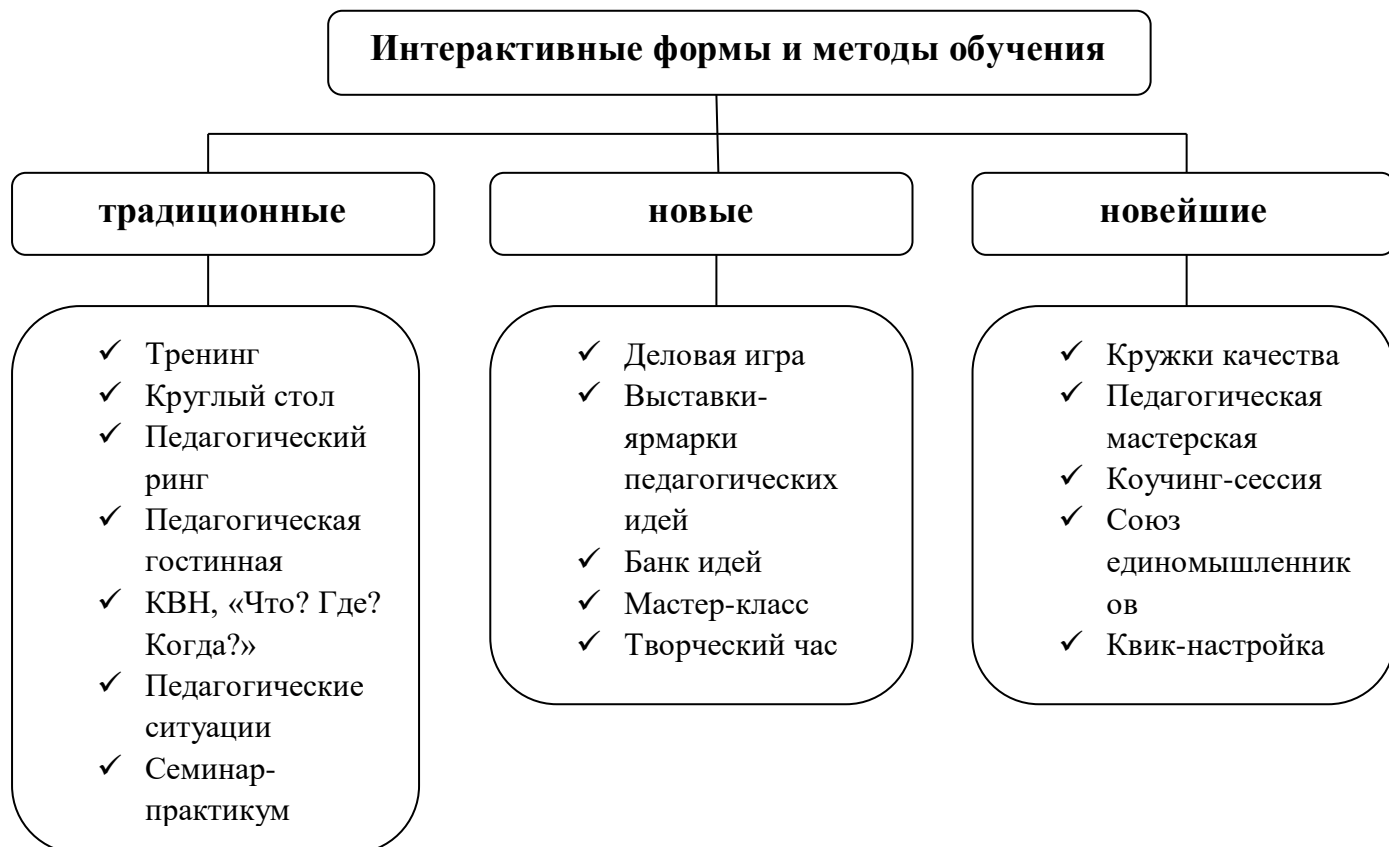 Интерактивные формы и методы обучения
традиционные
новые
новейшие
✓ Тренинг
✓ Круглый стол
✓ Педагогический
ринг
✓ Педагогическая
гостинная
✓ КВН, «Что? Где?
Когда?»
✓ Педагогические
ситуации
✓ Семинар-
практикум
✓ Деловая игра
✓ Выставки-
ярмарки
педагогических
идей
✓ Банк идей
✓ Мастер-класс
✓ Творческий час
✓ Кружки качества
✓ Педагогическая
мастерская
✓ Коучинг-сессия
✓ Союз
единомышленник
ов
✓ Квик-настройка